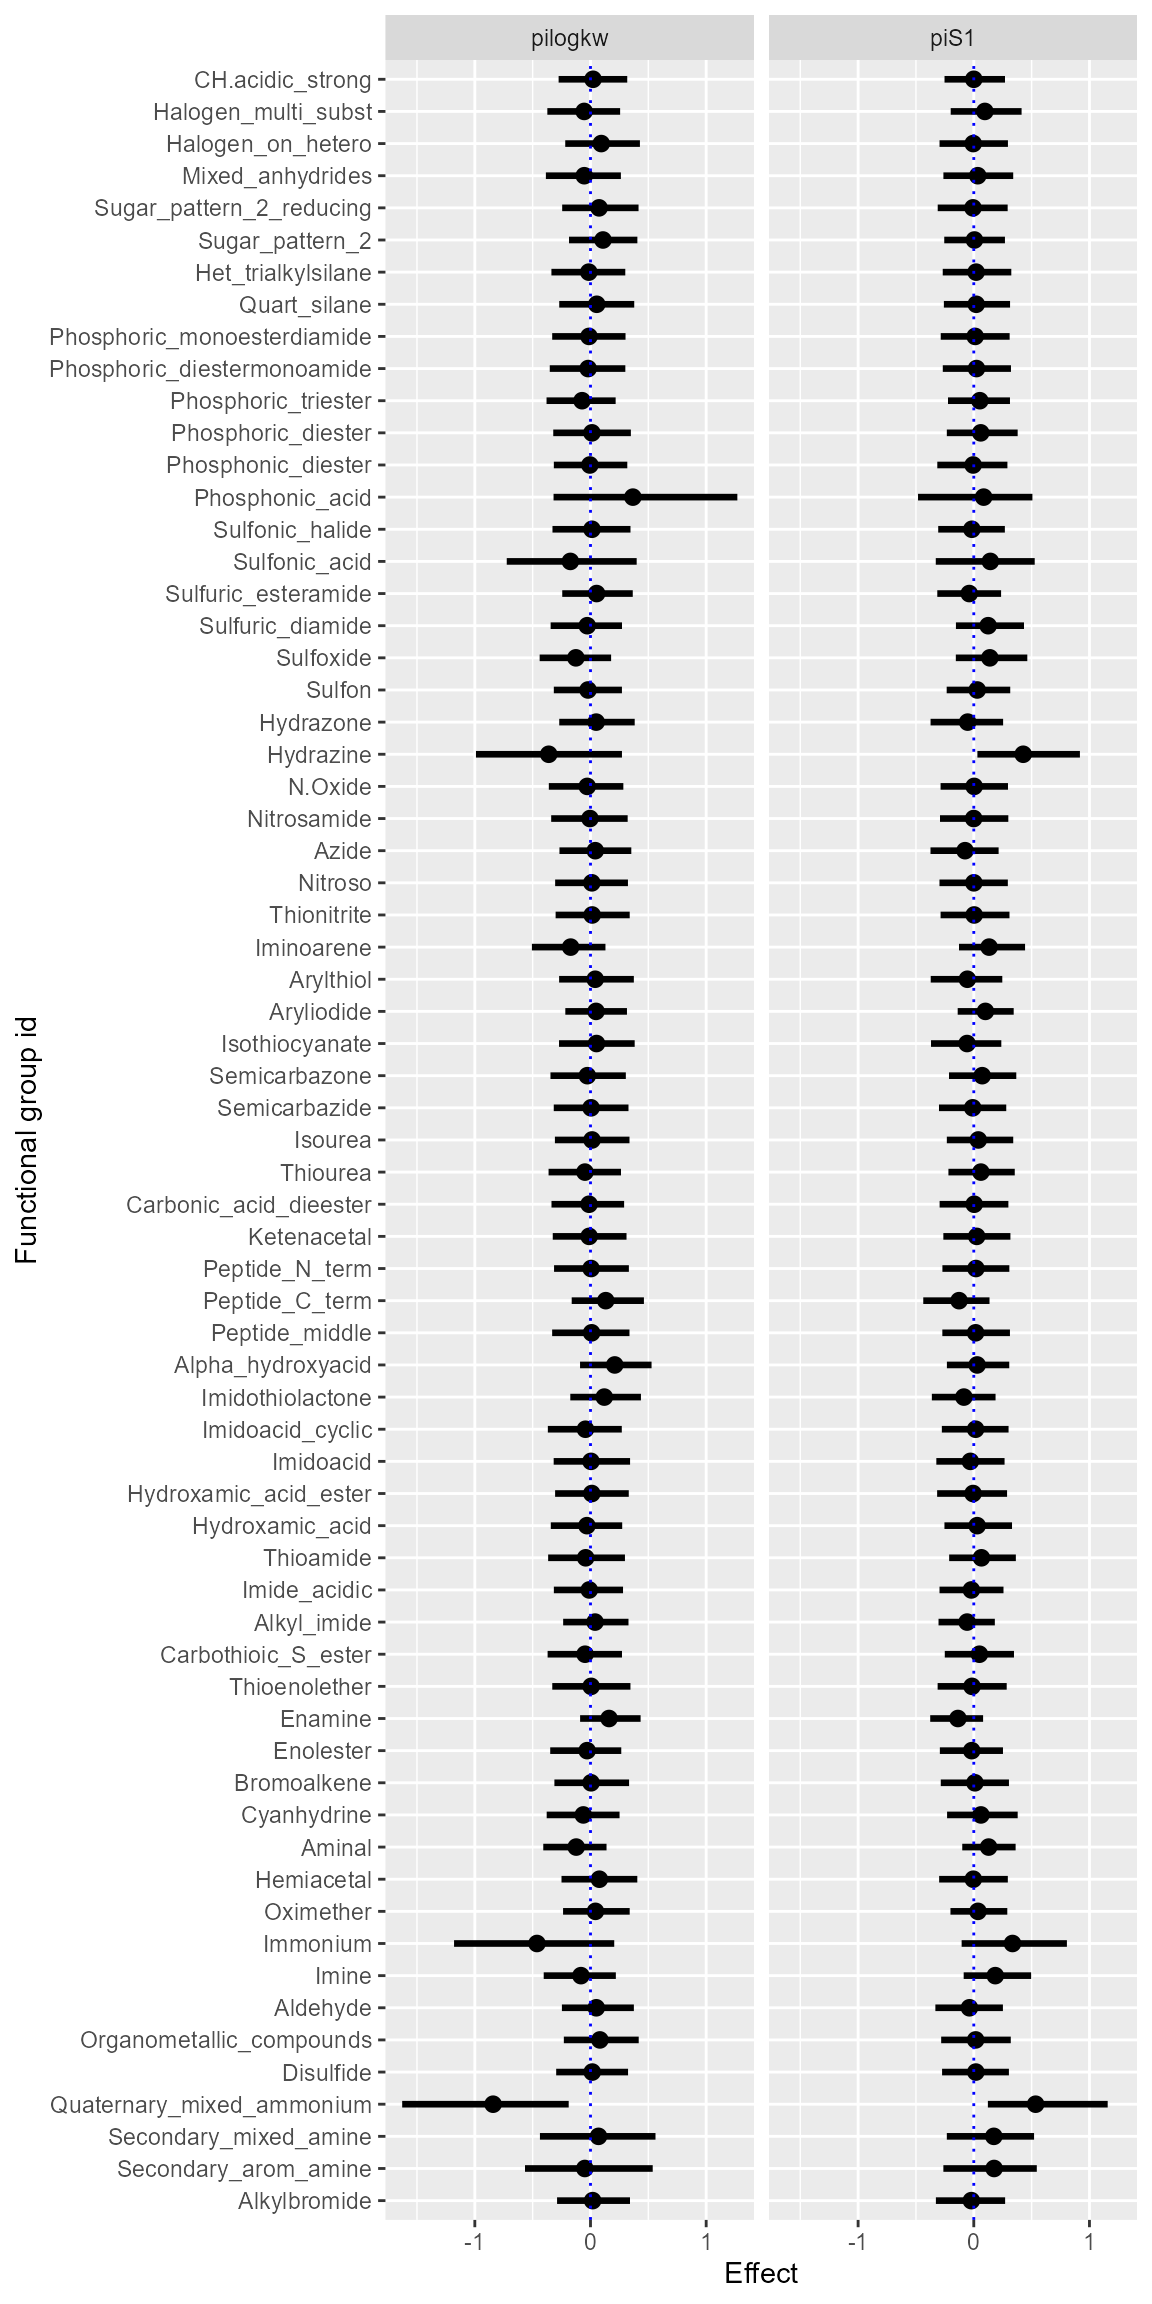 pilogkw piS1
CH.acidic_strong
Halogen_multi_subst
Halogen_on_hetero
Mixed_anhydrides
Sugar_pattern_2_reducing
Sugar_pattern_2
Het_trialkylsilane
Quart_silane
Phosphoric_monoesterdiamide
Phosphoric_diestermonoamide
Phosphoric_triester
Phosphoric_diester
Phosphonic_diester
Phosphonic_acid
Sulfonic_halide
Sulfonic_acid
Sulfuric_esteramide
Sulfuric_diamide
Sulfoxide
Sulfon
Hydrazone
Hydrazine
N.Oxide
Nitrosamide
Azide
Nitroso
Thionitrite
Iminoarene
Arylthiol
Aryliodide
Isothiocyanate
Semicarbazone
Semicarbazide
Isourea
Thiourea
Carbonic_acid_dieester
Ketenacetal
Peptide_N_term
Peptide_C_term
Peptide_middle
Alpha_hydroxyacid
Imidothiolactone
Imidoacid_cyclic
Imidoacid
Hydroxamic_acid_ester
Hydroxamic_acid
Thioamide
Imide_acidic
Alkyl_imide
Carbothioic_S_ester
Thioenolether
Enamine
Enolester
Bromoalkene
Cyanhydrine
Aminal
Hemiacetal
Oximether
Immonium
Imine
Aldehyde
Organometallic_compounds
Disulfide
Quaternary_mixed_ammonium
Secondary_mixed_amine
Secondary_arom_amine
Alkylbromide
Functional group id
-1 0 1 -1 0 1
Effect